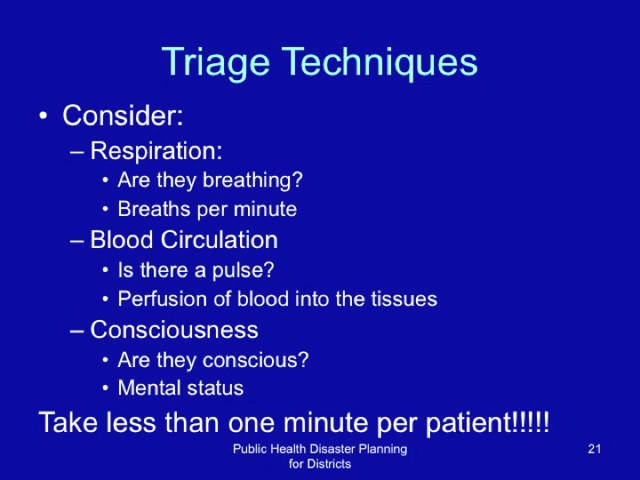 Triage Techniques
• Consider:
– Respiration:
• Are they breathing?
• Breaths per minute
– Blood Circulation
• Is there a pulse?
• Perfusion of blood into the tissues
– Consciousness
• Are they conscious?
• Mental status
Take less than one minute per patient!!!!!
Public Health Disaster Planning
for Districts
21